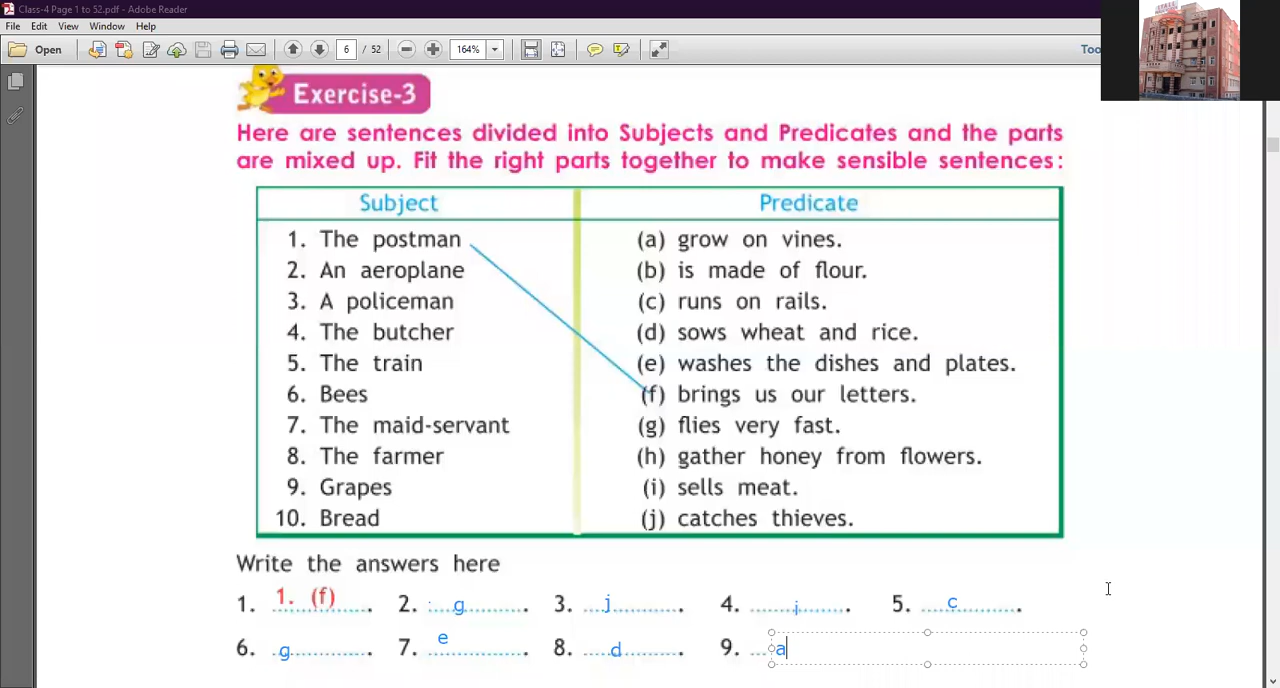 Class-4 Page 1 to 52.pdf - Adobe Reader
File Edit View Window Help
Open 6 / 52 164% Too
Exercise-3
Here are sentences divided into Subjects and Predicates and the parts
are mixed up. Fit the right parts together to make sensible sentences:
Subject Predicate
1. The postman (a) grow on vines.
2. An aeroplane (b) is made of flour.
3. A policeman (c) runs on rails.
4. The butcher (d) sows wheat and rice.
5. The train (e) washes the dishes and plates.
6. Bees (f) brings us our letters.
7. The maid-servant (g) flies very fast.
8. The farmer (h) gather honey from flowers.
9. Grapes (i) sells meat.
10. Bread (j) catches thieves.
Write the answers here
1. 1. (f) . 2. g . 3. j . 4. i . 5. c .
6. g . 7. e . 8. d . 9. a